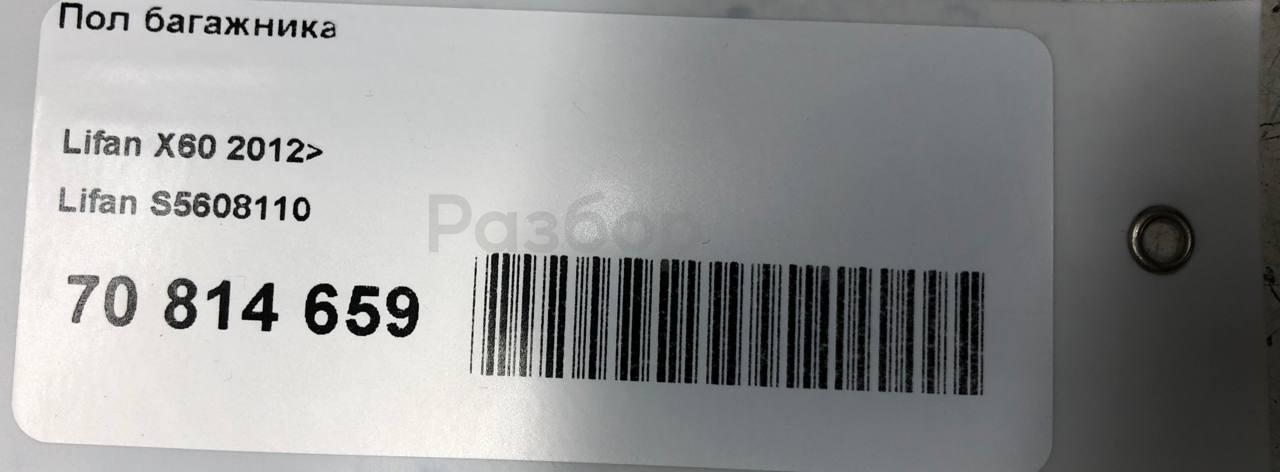 Пол багажника
Lifan X60 2012>
Lifan S5608110
Разбор
70 814 659